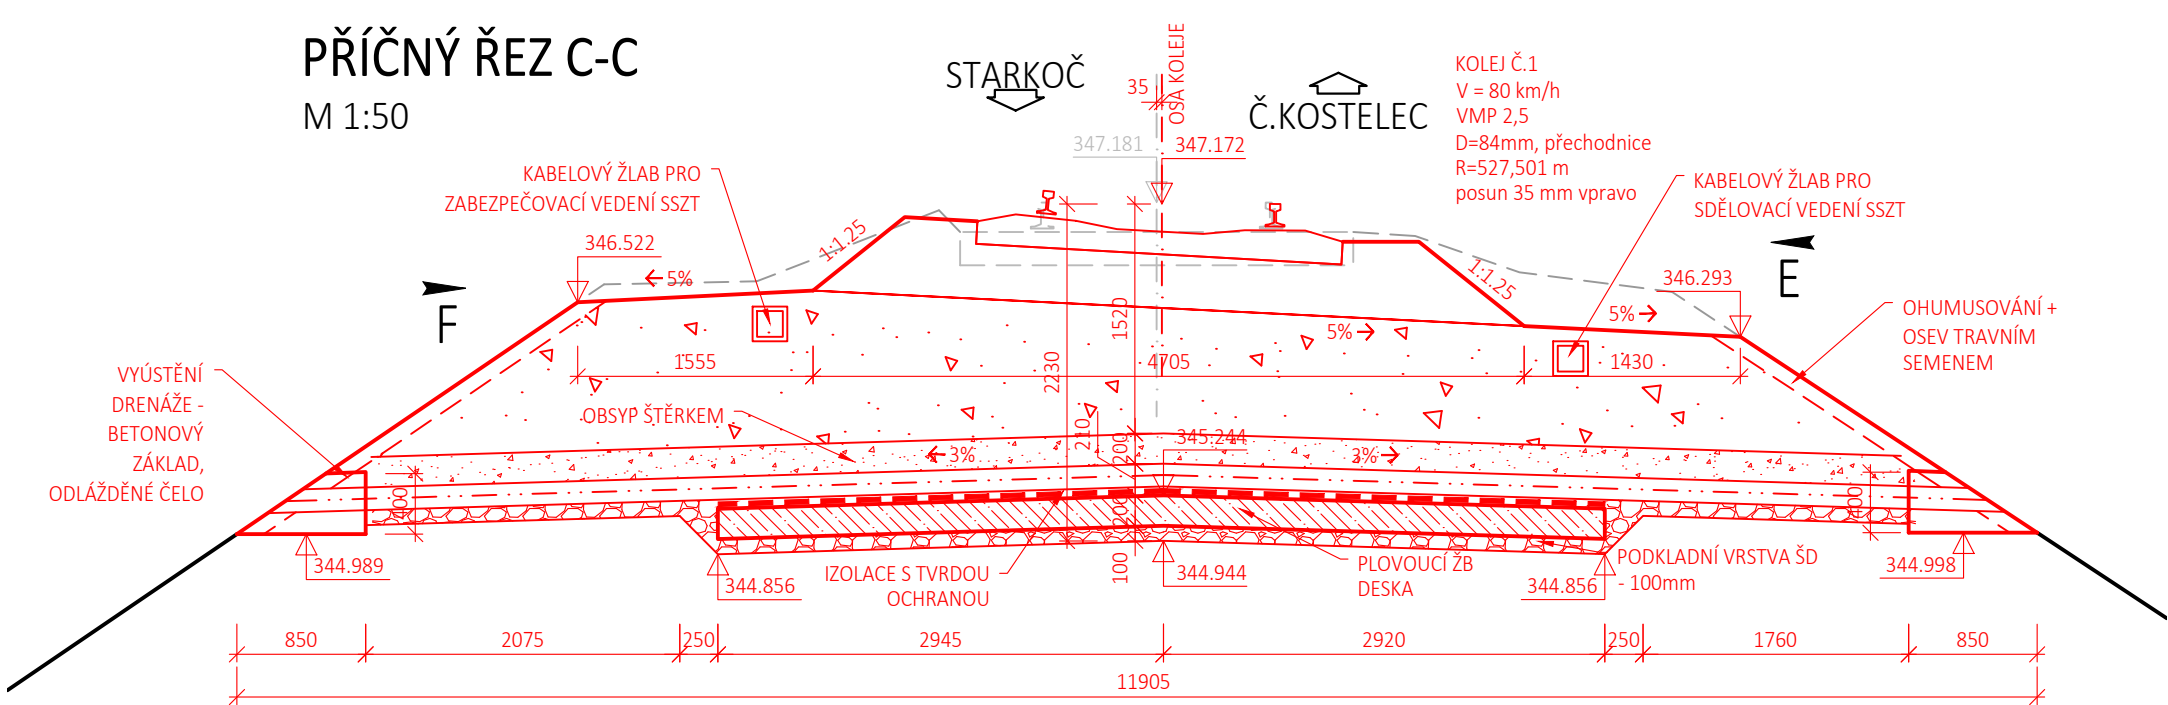 PŘÍČNÝ ŘEZ C-C
M 1:50
STARKOČ
Č.KOSTELEC
35
OSA KOLEJE
347.181
347.172
KOLEJ Č.1
V = 80 km/h
VMP 2,5
D=84mm, přechodnice
R=527,501 m
posun 35 mm vpravo
KABELOVÝ ŽLAB PRO
ZABEZPEČOVACÍ VEDENÍ SSZT
KABELOVÝ ŽLAB PRO
SDĚLOVACÍ VEDENÍ SSZT
346.522
1:1.25
5%
F
1:1.25
346.293
E
5%
5%
OHUMUSOVÁNÍ +
OSEV TRAVNÍM
SEMENEM
1520
2230
1555
4705
1430
VYÚSTĚNÍ
DRENÁŽE -
BETONOVÝ
ZÁKLAD,
ODLÁŽDĚNÉ ČELO
OBSYP ŠTĚRKEM
210
200
345.244
3%
3%
400
400
200
100
344.989
344.856
IZOLACE S TVRDOU
OCHRANOU
344.944
PLOVOUCÍ ŽB
DESKA
344.856
PODKLADNÍ VRSTVA ŠD
- 100mm
344.998
850
2075
250
2945
2920
250
1760
850
11905